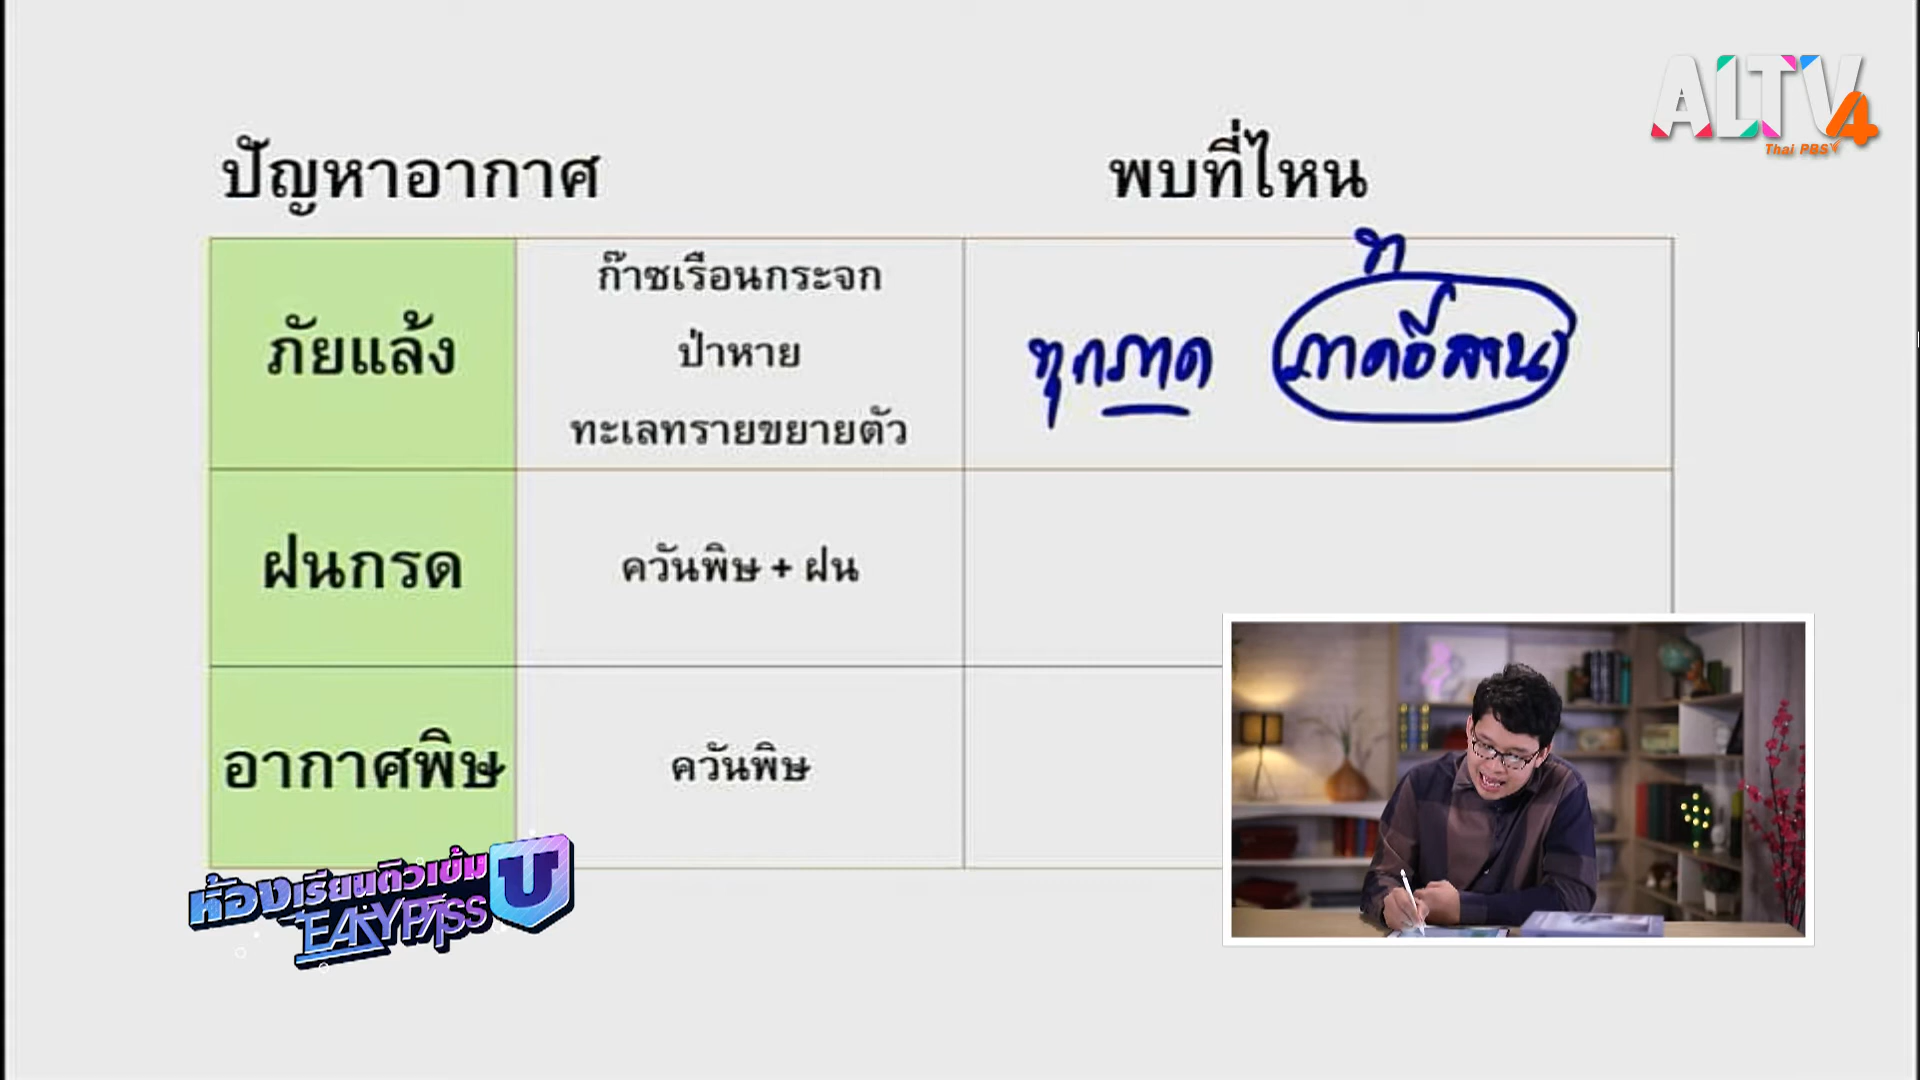 ALTV4
Thai PBS
ปัญหาอากาศ
พบที่ไหน
ภัยแล้ง
ก๊าซเรือนกระจก
ป่าหาย
ทะเลทรายขยายตัว
ทุกภาค
ภาคอีสาน
ฝนกรด
ควันพิษ + ฝน
อากาศพิษ
ควันพิษ
ห้องเรียนติวเข้ม
EASY PASS
U